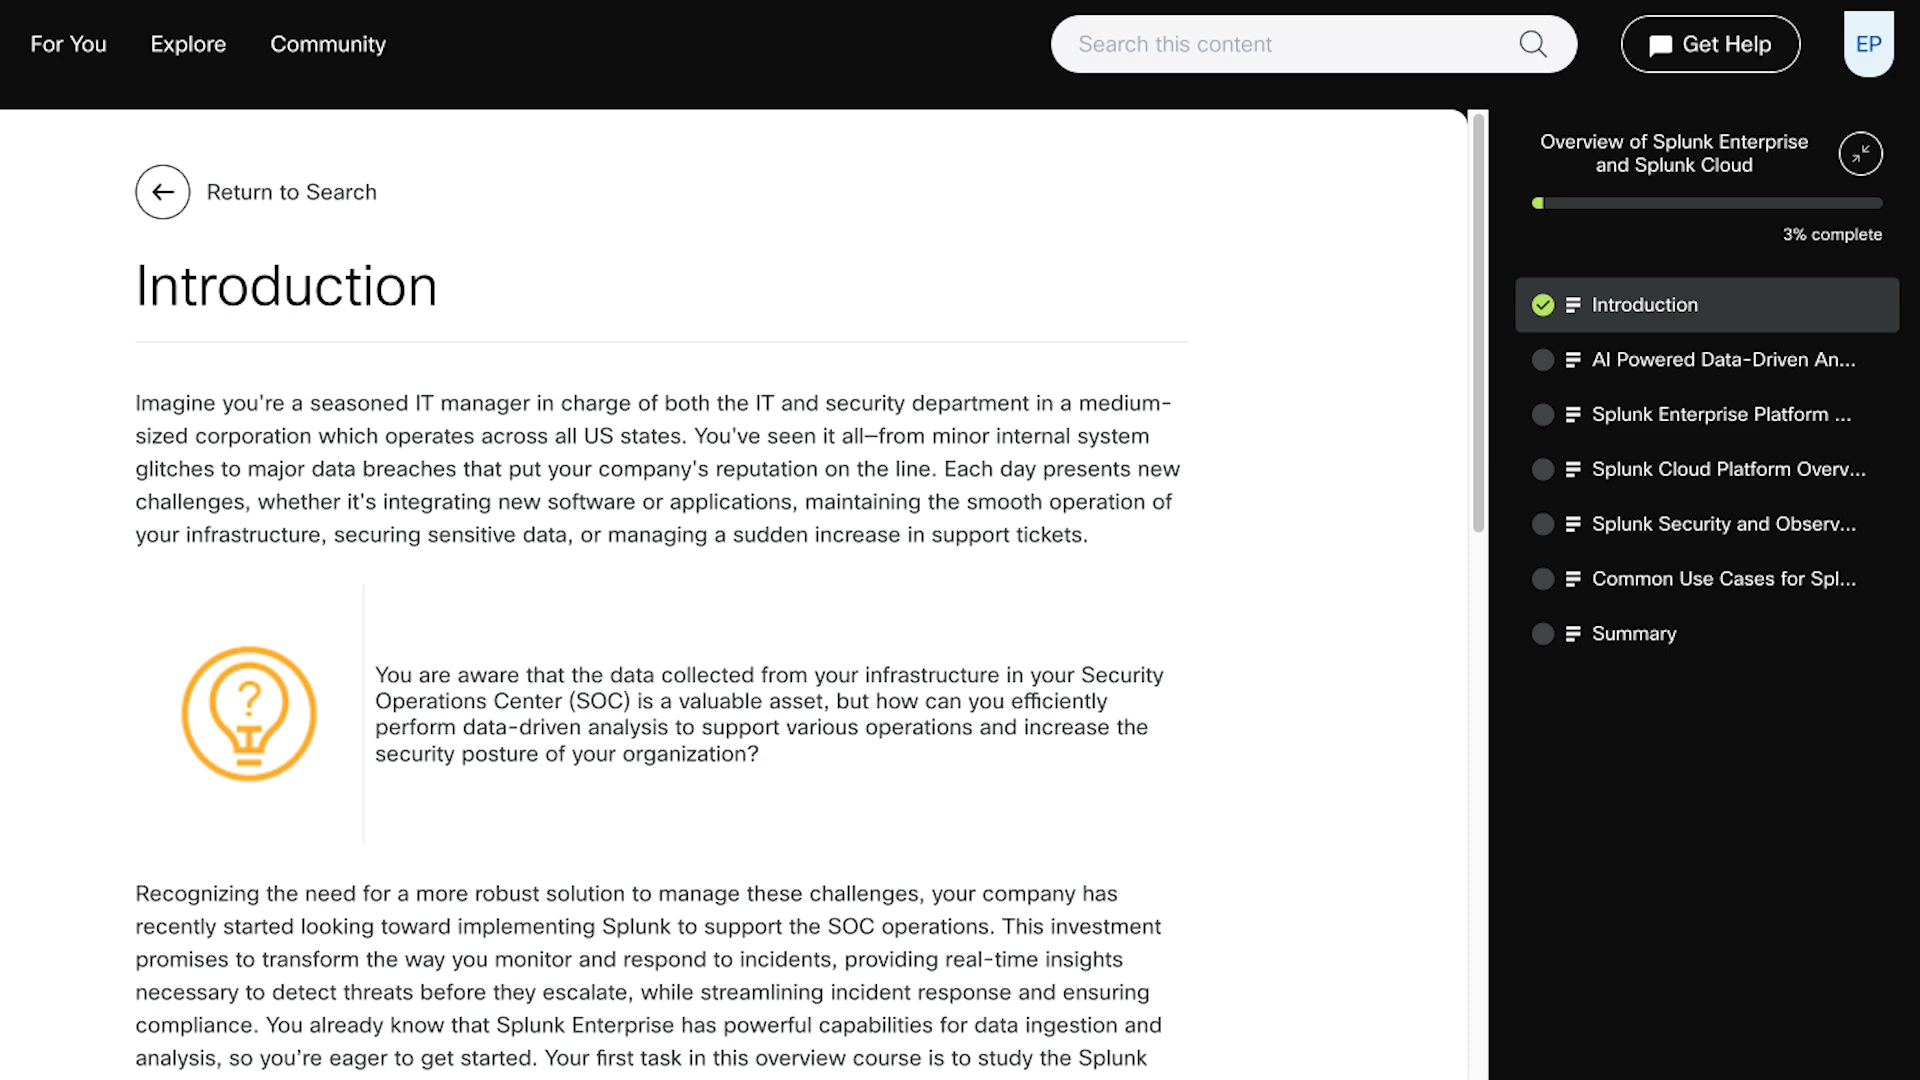 For You Explore Community Search this content Get Help EP
Return to Search
Introduction
Imagine you're a seasoned IT manager in charge of both the IT and security department in a medium-
sized corporation which operates across all US states. You've seen it all—from minor internal system
glitches to major data breaches that put your company's reputation on the line. Each day presents new
challenges, whether it's integrating new software or applications, maintaining the smooth operation of
your infrastructure, securing sensitive data, or managing a sudden increase in support tickets.
?
You are aware that the data collected from your infrastructure in your Security
Operations Center (SOC) is a valuable asset, but how can you efficiently
perform data-driven analysis to support various operations and increase the
security posture of your organization?
Recognizing the need for a more robust solution to manage these challenges, your company has
recently started looking toward implementing Splunk to support the SOC operations. This investment
promises to transform the way you monitor and respond to incidents, providing real-time insights
necessary to detect threats before they escalate, while streamlining incident response and ensuring
compliance. You already know that Splunk Enterprise has powerful capabilities for data ingestion and
analysis, so you’re eager to get started. Your first task in this overview course is to study the Splunk
Overview of Splunk Enterprise
and Splunk Cloud
3% complete
Introduction
AI Powered Data-Driven An...
Splunk Enterprise Platform ...
Splunk Cloud Platform Overv...
Splunk Security and Observ...
Common Use Cases for Spl...
Summary